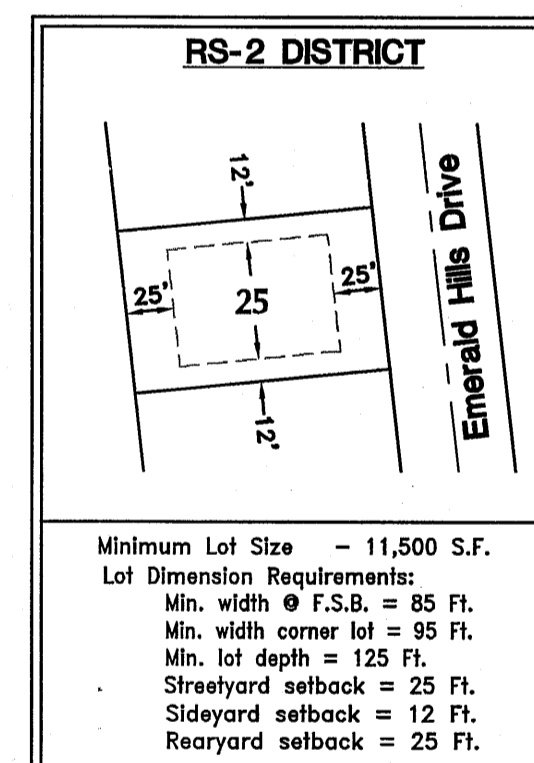 RS-2 DISTRICT
12'
25'
25
25'
12'
Emerald Hills Drive
Minimum Lot Size - 11,500 S.F.
Lot Dimension Requirements:
Min. width @ F.S.B. = 85 Ft.
Min. width corner lot = 95 Ft.
Min. lot depth = 125 Ft.
Streetyard setback = 25 Ft.
Sideyard setback = 12 Ft.
Rearyard setback = 25 Ft.